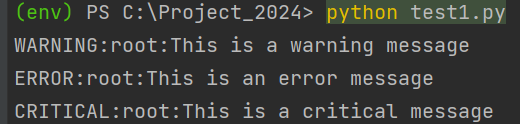 (env) PS C:\Project_2024> python test1.py
WARNING:root:This is a warning message
ERROR:root:This is an error message
CRITICAL:root:This is a critical message